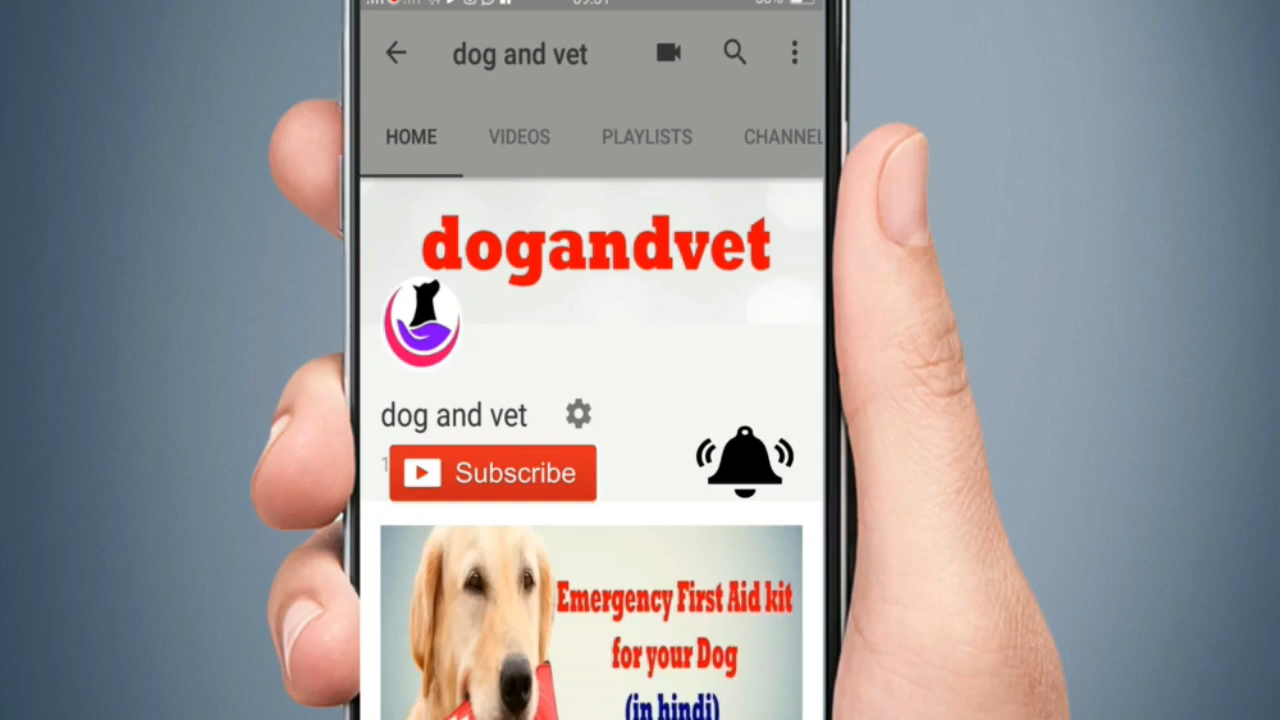 dog and vet
HOME VIDEOS PLAYLISTS CHANNEL
dogandvet
dog and vet
Subscribe
Emergency First Aid kit
for your Dog
(in hindi)